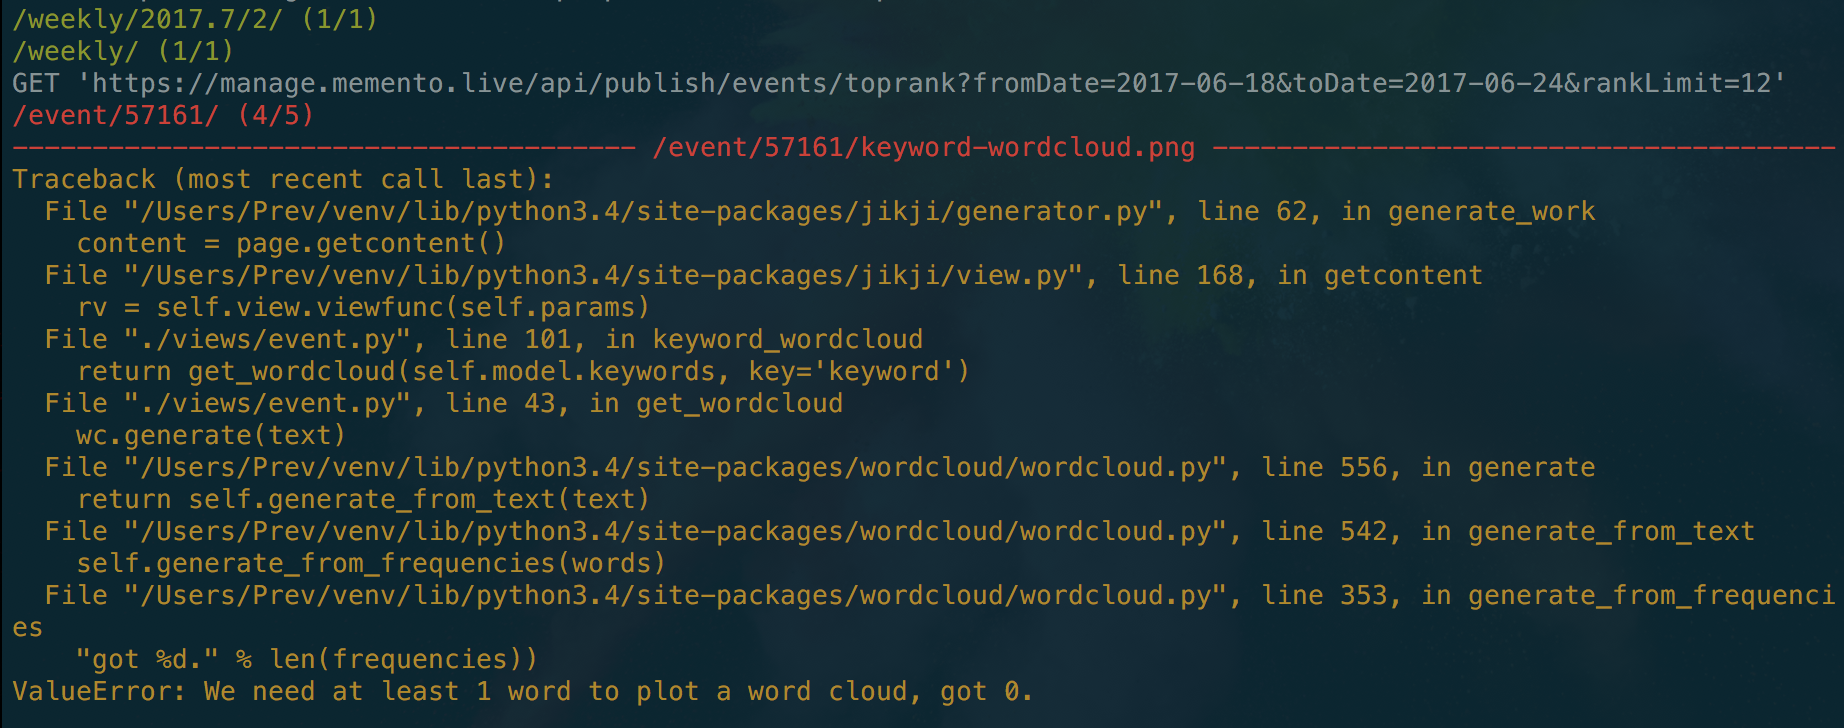 /weekly/2017.7/2/ (1/1)
/weekly/ (1/1)
GET 'https://manage.memento.live/api/publish/events/toprank?fromDate=2017-06-18&toDate=2017-06-24&rankLimit=12'
/event/57161/ (4/5)
--------------------------------------- /event/57161/keyword-wordcloud.png ---------------------------------------
Traceback (most recent call last):
  File "/Users/Prev/venv/lib/python3.4/site-packages/jikji/generator.py", line 62, in generate_work
    content = page.getcontent()
  File "/Users/Prev/venv/lib/python3.4/site-packages/jikji/view.py", line 168, in getcontent
    rv = self.view.viewfunc(self.params)
  File "./views/event.py", line 101, in keyword_wordcloud
    return get_wordcloud(self.model.keywords, key='keyword')
  File "./views/event.py", line 43, in get_wordcloud
    wc.generate(text)
  File "/Users/Prev/venv/lib/python3.4/site-packages/wordcloud/wordcloud.py", line 556, in generate
    return self.generate_from_text(text)
  File "/Users/Prev/venv/lib/python3.4/site-packages/wordcloud/wordcloud.py", line 542, in generate_from_text
    self.generate_from_frequencies(words)
  File "/Users/Prev/venv/lib/python3.4/site-packages/wordcloud/wordcloud.py", line 353, in generate_from_frequenci
es
    "got %d." % len(frequencies))
ValueError: We need at least 1 word to plot a word cloud, got 0.